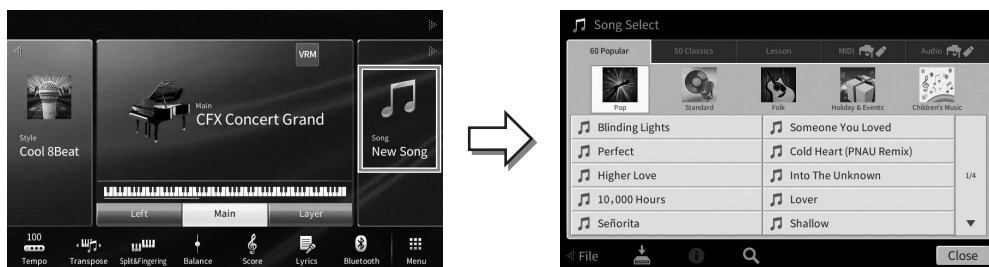 VRM
Main
CFX Concert Grand
Style
Cool 8Beat
Song
New Song
Left
Main
Layer
100
Tempo
Transpose
Split&Fingering
Balance
Score
Lyrics
Bluetooth
Menu
Song Select
60 Popular
50 Classics
Lesson
MIDI
Audio
Pop
Standard
Folk
Holiday & Events
Children's Music
Blinding Lights
Someone You Loved
Perfect
Cold Heart (PNAU Remix)
Higher Love
Into The Unknown
1/4
10,000 Hours
Lover
Señorita
Shallow
File
Close